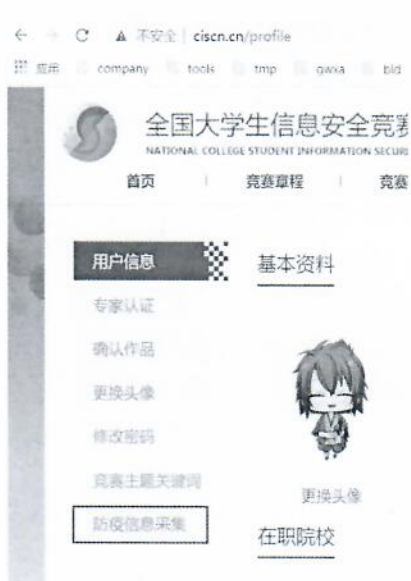 不安全 ciscn.cn/profile
应用 company tools tmp gwxa bld
全国大学生信息安全竞赛
NATIONAL COLLEGE STUDENT INFORMATION SECURI
首页 竞赛章程 竞赛
用户信息
基本资料
专家认证
确认作品
更换头像
修改密码
竞赛主题关键词
更换头像
防疫信息采集
在职院校